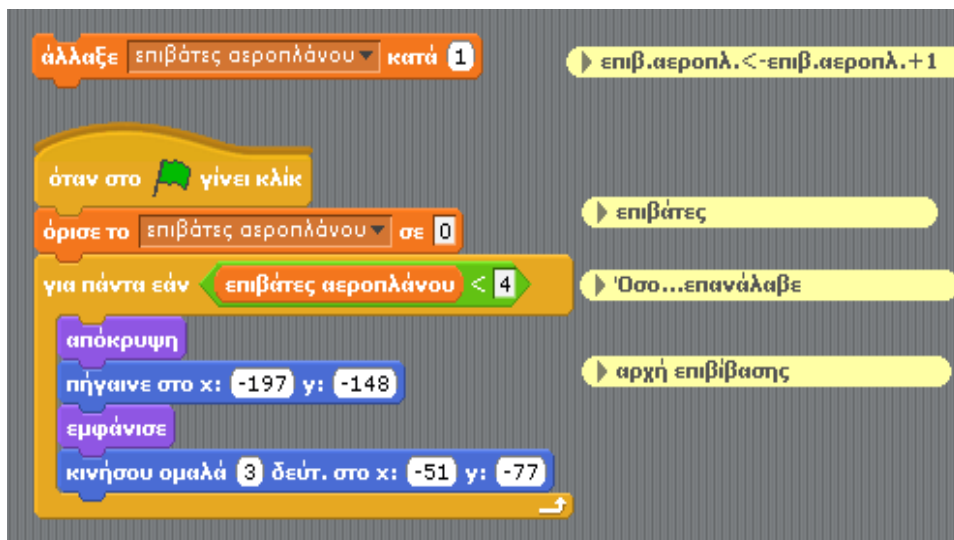 άλλαξε επιβάτες αεροπλάνου κατά 1
επιβ.αεροπλ.<-επιβ.αεροπλ.+1
όταν στο γίνει κλίκ
όρισε το επιβάτες αεροπλάνου σε 0
επιβάτες
για πάντα εάν επιβάτες αεροπλάνου < 4
Όσο...επανάλαβε
απόκρυψη
πήγαινε στο x: -197 y: -148
αρχή επιβίβασης
εμφάνισε
κινήσου ομαλά 3 δεύτ. στο x: -51 y: -77